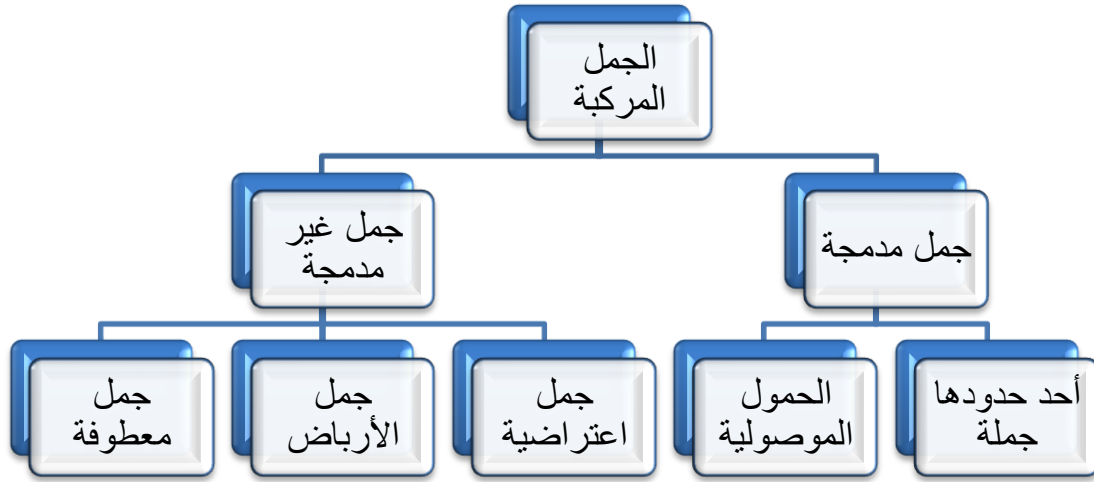 الجمل
المركبة
جمل مدمجة
جمل غير
مدمجة
أحد حدودها
جملة
الحمول
الموصولية
جمل
اعتراضية
جمل
الأرباض
جمل
معطوفة